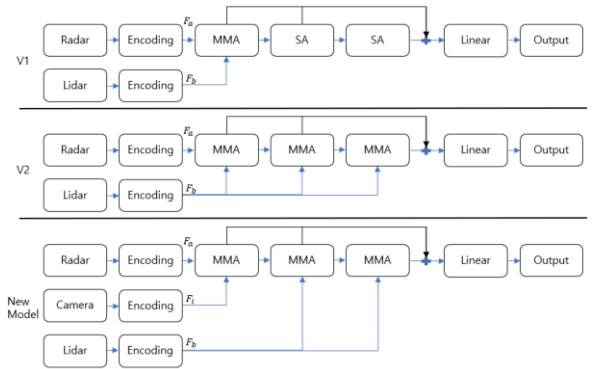 F_a
Radar Encoding MMA SA SA Linear Output
V1
F_b
Lidar Encoding
F_a
Radar Encoding MMA MMA MMA Linear Output
V2
F_b
Lidar Encoding
F_a
Radar Encoding MMA MMA MMA Linear Output
New
Model
F_i
Camera Encoding
F_b
Lidar Encoding